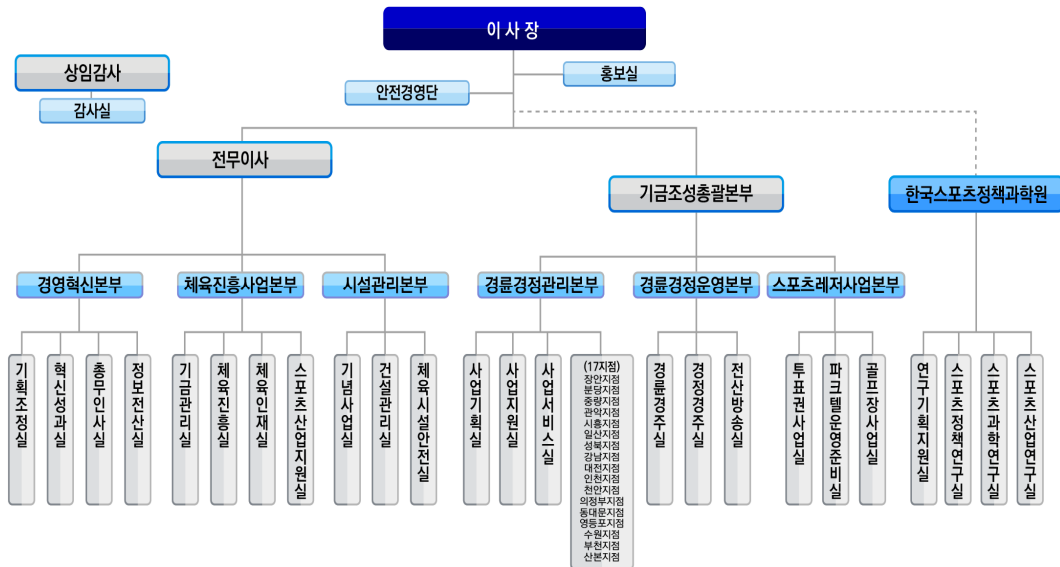 이 사 장
홍보실
상임감사
안전경영단
감사실
전무이사
기금조성총괄본부
한국스포츠정책과학원
경영혁신본부
체육진흥사업본부
시설관리본부
경륜경정관리본부
경륜경정운영본부
스포츠레저사업본부
기획조정실
혁신성과실
총무인사실
정보전산실
기금관리실
체육진흥실
체육인재실
스포츠산업지원실
기념사업실
건설관리실
체육시설안전실
사업기획실
사업지원실
사업서비스실
(17지점)
장안지점
분당지점
중랑지점
관악지점
시흥지점
일산지점
성북지점
강남지점
대전지점
인천지점
천안지점
의정부지점
동대문지점
영등포지점
수원지점
부천지점
산본지점
경륜경주실
경정경주실
전산방송실
투표권사업실
파크텔운영준비실
골프장사업실
연구기획지원실
스포츠정책연구실
스포츠과학연구실
스포츠산업연구실